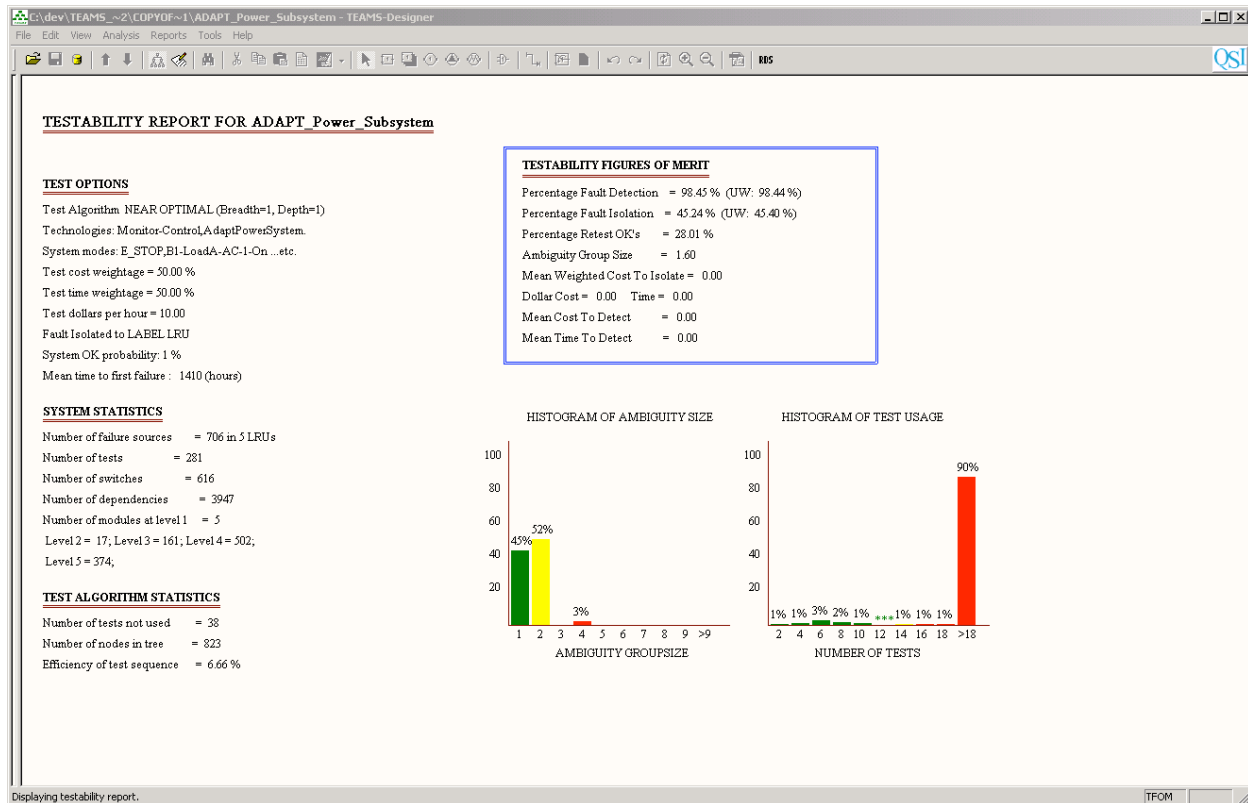 C:\dev\TEAMS_~2\COPYOF~1\ADAPT_Power_Subsystem - TEAMS-Designer
File Edit View Analysis Reports Tools Help
RDS
QSI
TESTABILITY REPORT FOR ADAPT_Power_Subsystem
TEST OPTIONS
Test Algorithm NEAR OPTIMAL (Breadth=1, Depth=1)
Technologies: Monitor-Control,AdaptPowerSystem.
System modes: E_STOP,B1-LoadA-AC-1-On ...etc.
Test cost weightage = 50.00 %
Test time weightage = 50.00 %
Test dollars per hour = 10.00
Fault Isolated to LABEL LRU
System OK probability: 1 %
Mean time to first failure : 1410 (hours)
SYSTEM STATISTICS
Number of failure sources = 706 in 5 LRUs
Number of tests = 281
Number of switches = 616
Number of dependencies = 3947
Number of modules at level 1 = 5
Level 2 = 17; Level 3 = 161; Level 4 = 502;
Level 5 = 374;
TEST ALGORITHM STATISTICS
Number of tests not used = 38
Number of nodes in tree = 823
Efficiency of test sequence = 6.66 %
TESTABILITY FIGURES OF MERIT
Percentage Fault Detection = 98.45 % (UW: 98.44 %)
Percentage Fault Isolation = 45.24 % (UW: 45.40 %)
Percentage Retest OK's = 28.01 %
Ambiguity Group Size = 1.60
Mean Weighted Cost To Isolate = 0.00
Dollar Cost = 0.00 Time = 0.00
Mean Cost To Detect = 0.00
Mean Time To Detect = 0.00
HISTOGRAM OF AMBIGUITY SIZE
100
80
60
40
20
45% 52% 3%
1 2 3 4 5 6 7 8 9 >9
AMBIGUITY GROUPSIZE
HISTOGRAM OF TEST USAGE
100
80
60
40
20
1% 1% 3% 2% 1% *** 1% 1% 1% 90%
2 4 6 8 10 12 14 16 18 >18
NUMBER OF TESTS
Displaying testability report.
TFOM